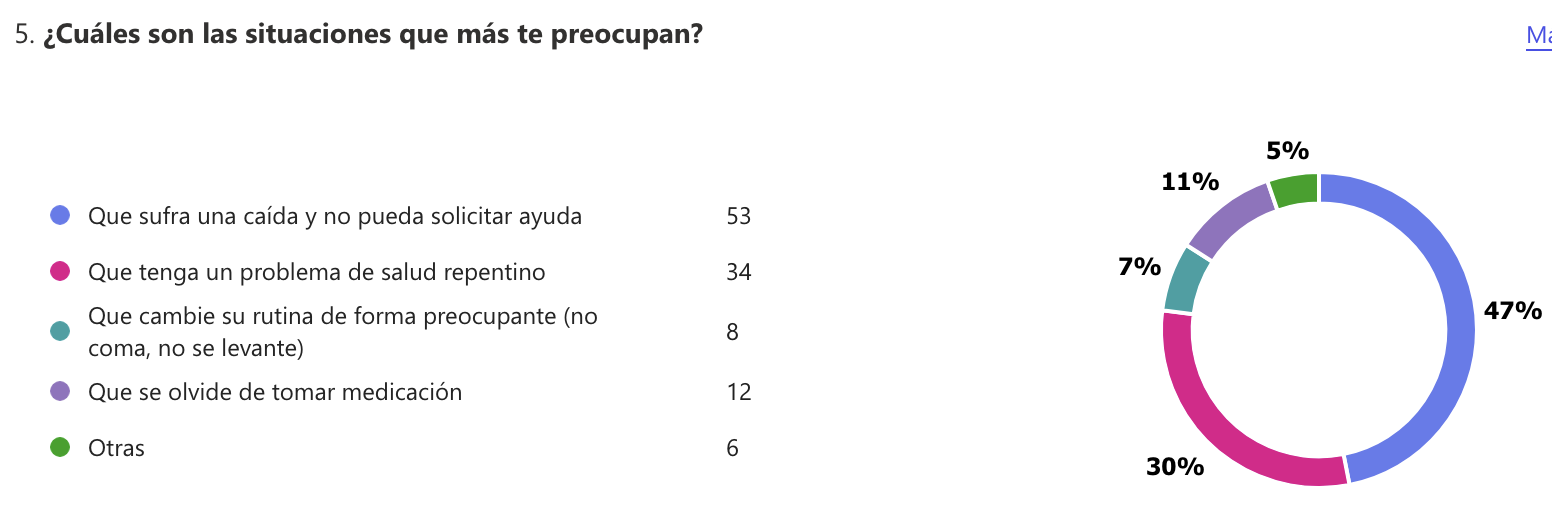 5. ¿Cuáles son las situaciones que más te preocupan?
Má
Que sufra una caída y no pueda solicitar ayuda 53
Que tenga un problema de salud repentino 34
Que cambie su rutina de forma preocupante (no
coma, no se levante) 8
Que se olvide de tomar medicación 12
Otras 6
5%
11%
7%
47%
30%